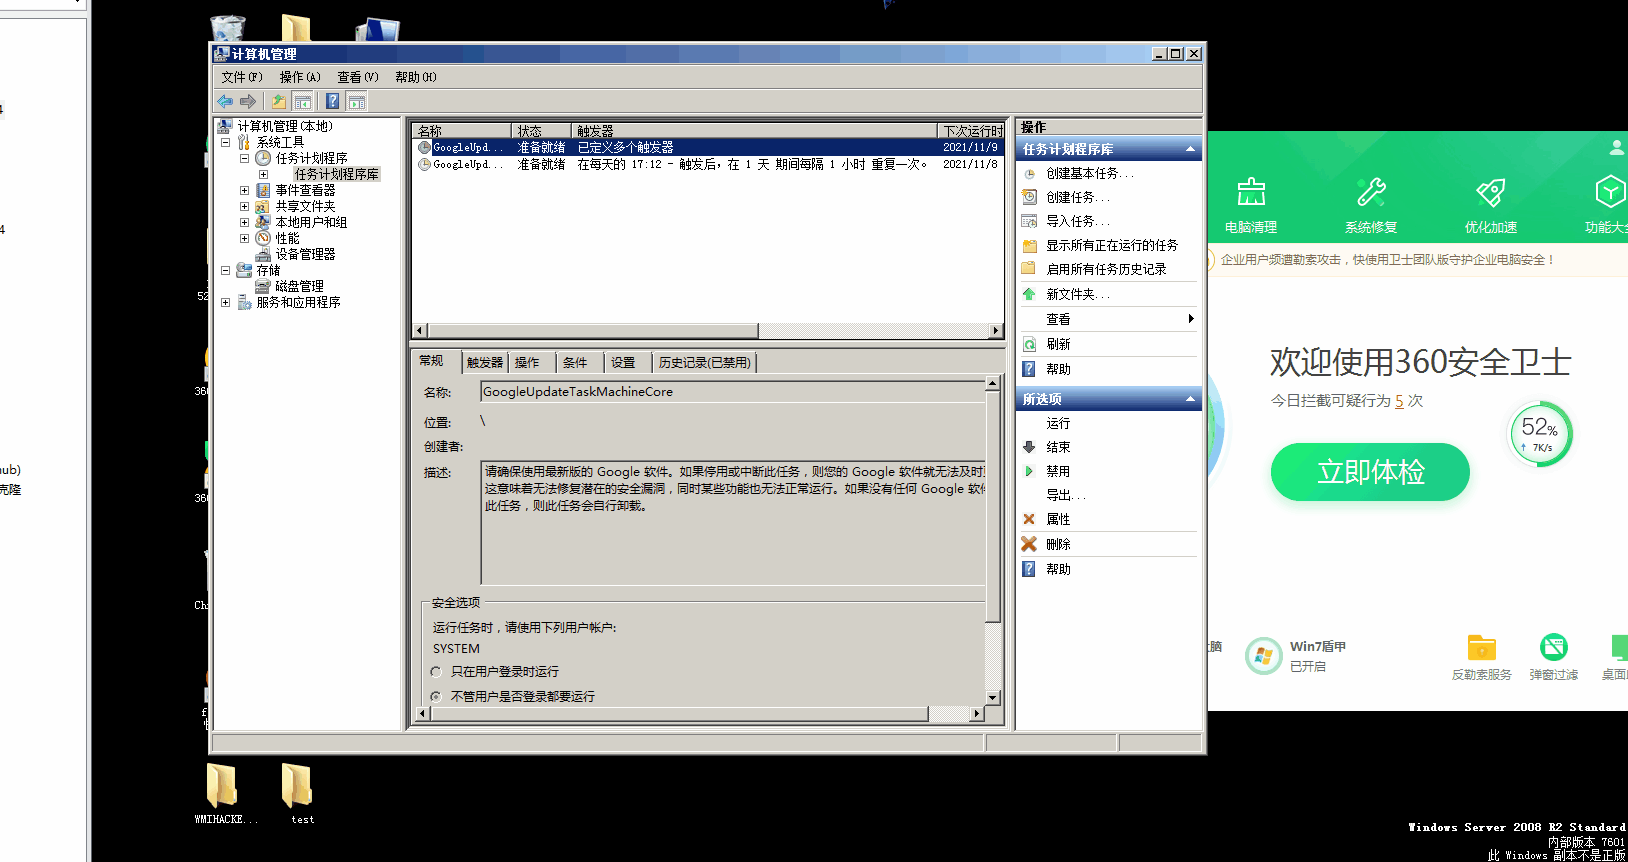 计算机管理
文件(F) 操作(A) 查看(V) 帮助(H)
计算机管理(本地)
系统工具
任务计划程序
任务计划程序库
事件查看器
共享文件夹
本地用户和组
性能
设备管理器
存储
磁盘管理
服务和应用程序
名称 状态 触发器 下次运行时
GoogleUpd... 准备就绪 已定义多个触发器 2021/11/9
GoogleUpd... 准备就绪 在每天的 17:12 - 触发后，在 1 天 期间每隔 1 小时 重复一次。 2021/11/8
常规 触发器 操作 条件 设置 历史记录(已禁用)
名称: GoogleUpdateTaskMachineCore
位置: \
创建者:
描述: 请确保使用最新版的 Google 软件。如果停用或中断此任务，则您的 Google 软件就无法及时
这意味着无法修复潜在的安全漏洞，同时某些功能也无法正常运行。如果没有任何 Google 软件
此任务，则此任务会自行卸载。
安全选项
运行任务时，请使用下列用户帐户:
SYSTEM
只在用户登录时运行
不管用户是否登录都要运行
操作
任务计划程序库
创建基本任务...
创建任务...
导入任务...
显示所有正在运行的任务
启用所有任务历史记录
新文件夹...
查看
刷新
帮助
所选项
运行
结束
禁用
导出...
属性
删除
帮助
电脑清理 系统修复 优化加速 功能大全
企业用户频遭勒索攻击，快使用卫士团队版守护企业电脑安全！
欢迎使用360安全卫士
今日拦截可疑行为 5 次
52%
7K/s
立即体检
Win7盾甲
已开启
反勒索服务 弹窗过滤 桌面
4
4
hub)
克隆
52
360
360
Ch
WMIHACKE...
test
Windows Server 2008 R2 Standard
内部版本 7601
此 Windows 副本不是正版